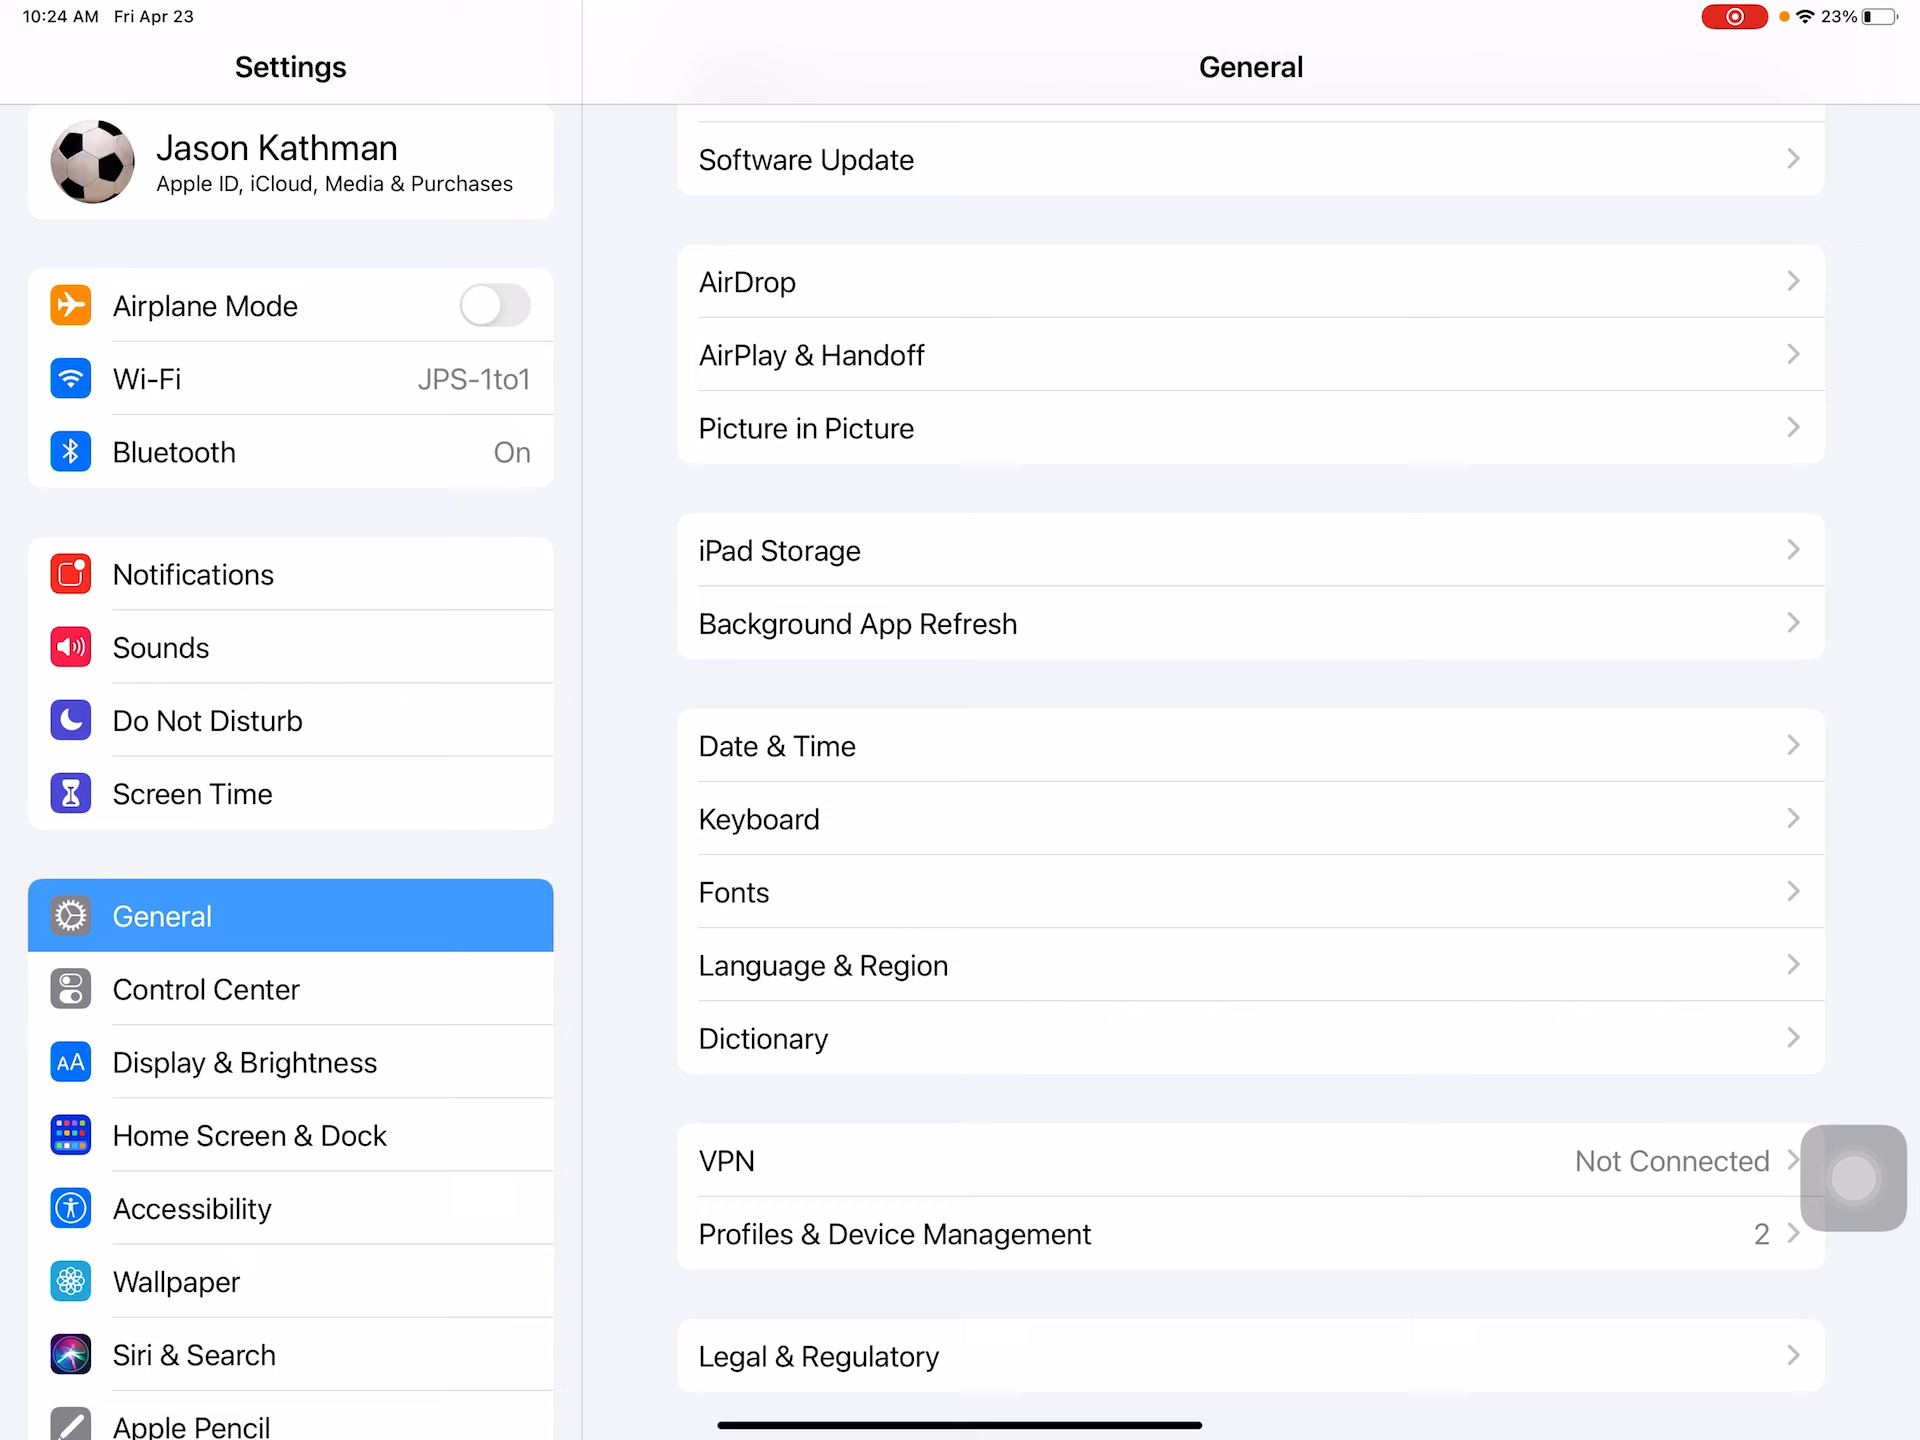 10:24 AM Fri Apr 23
23%
Settings
General
Jason Kathman
Apple ID, iCloud, Media & Purchases
Airplane Mode
Wi-Fi JPS-1to1
Bluetooth On
Notifications
Sounds
Do Not Disturb
Screen Time
General
Control Center
AA Display & Brightness
Home Screen & Dock
Accessibility
Wallpaper
Siri & Search
Apple Pencil
Software Update
AirDrop
AirPlay & Handoff
Picture in Picture
iPad Storage
Background App Refresh
Date & Time
Keyboard
Fonts
Language & Region
Dictionary
VPN Not Connected
Profiles & Device Management 2
Legal & Regulatory